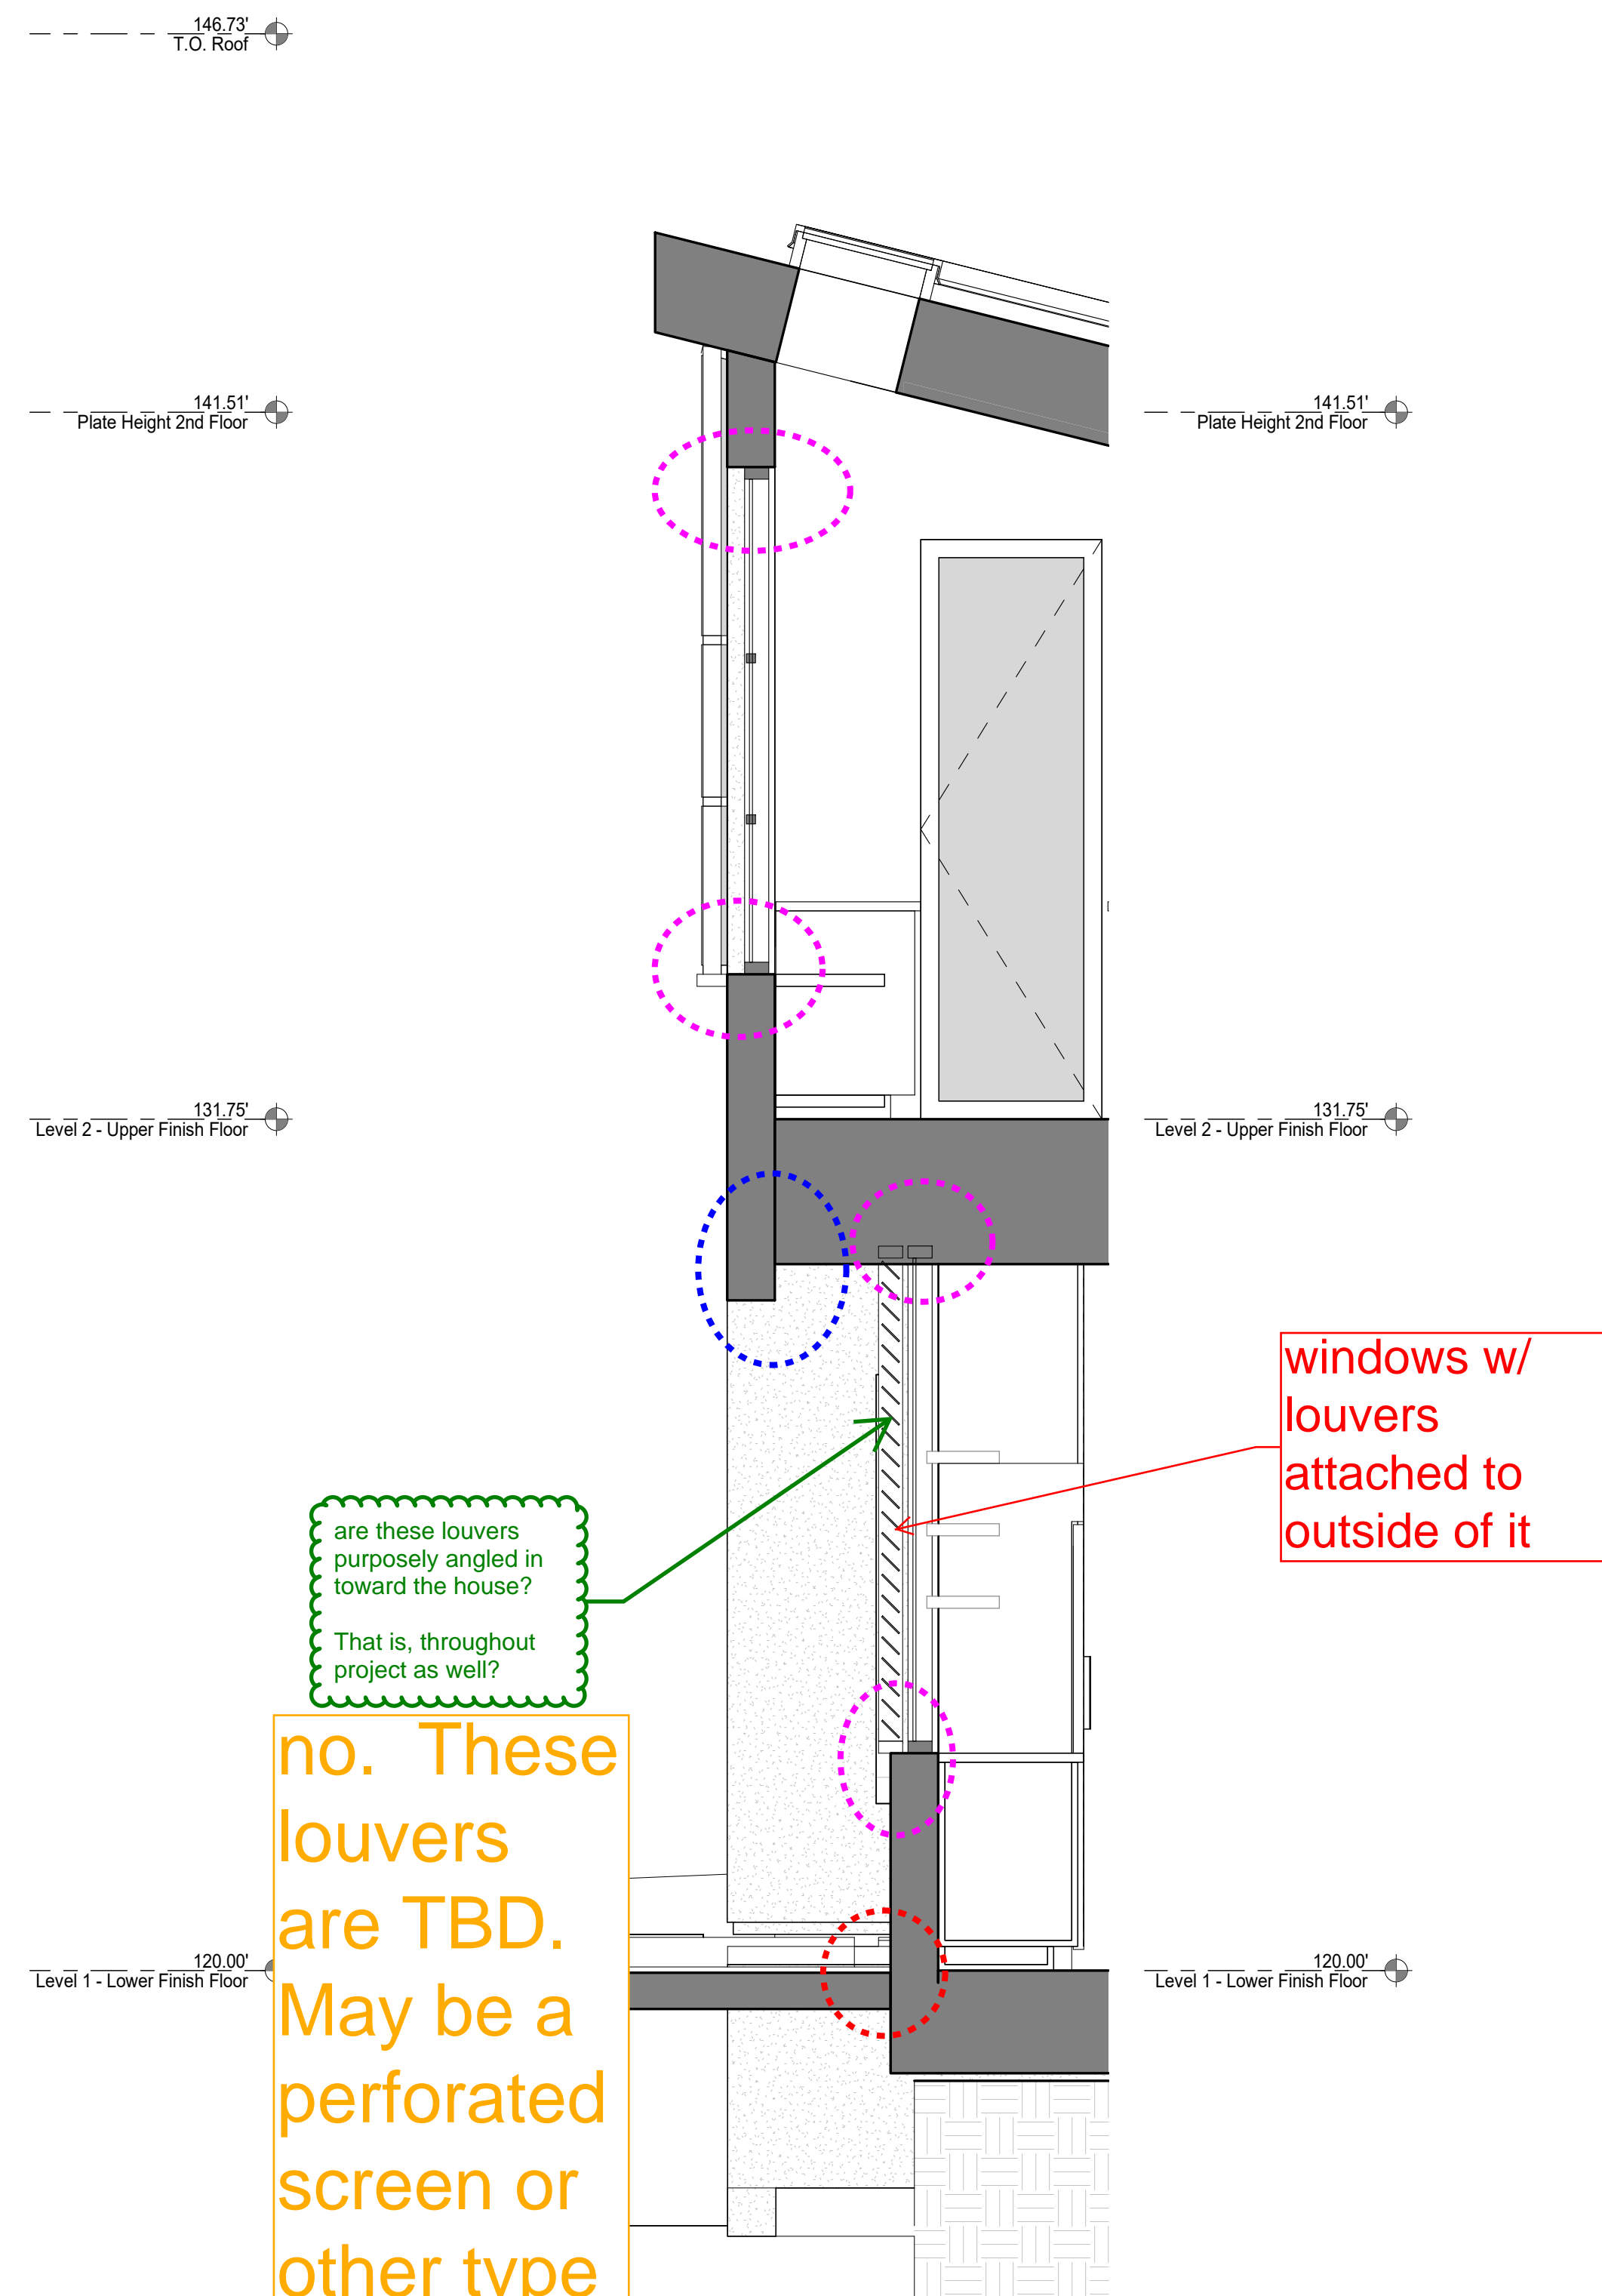 146.73'
T.O. Roof
141.51'
Plate Height 2nd Floor
141.51'
Plate Height 2nd Floor
131.75'
Level 2 - Upper Finish Floor
131.75'
Level 2 - Upper Finish Floor
windows w/
louvers
attached to
outside of it
are these louvers
purposely angled in
toward the house?
That is, throughout
project as well?
no. These
louvers
are TBD.
May be a
perforated
screen or
other type
120.00'
Level 1 - Lower Finish Floor
120.00'
Level 1 - Lower Finish Floor